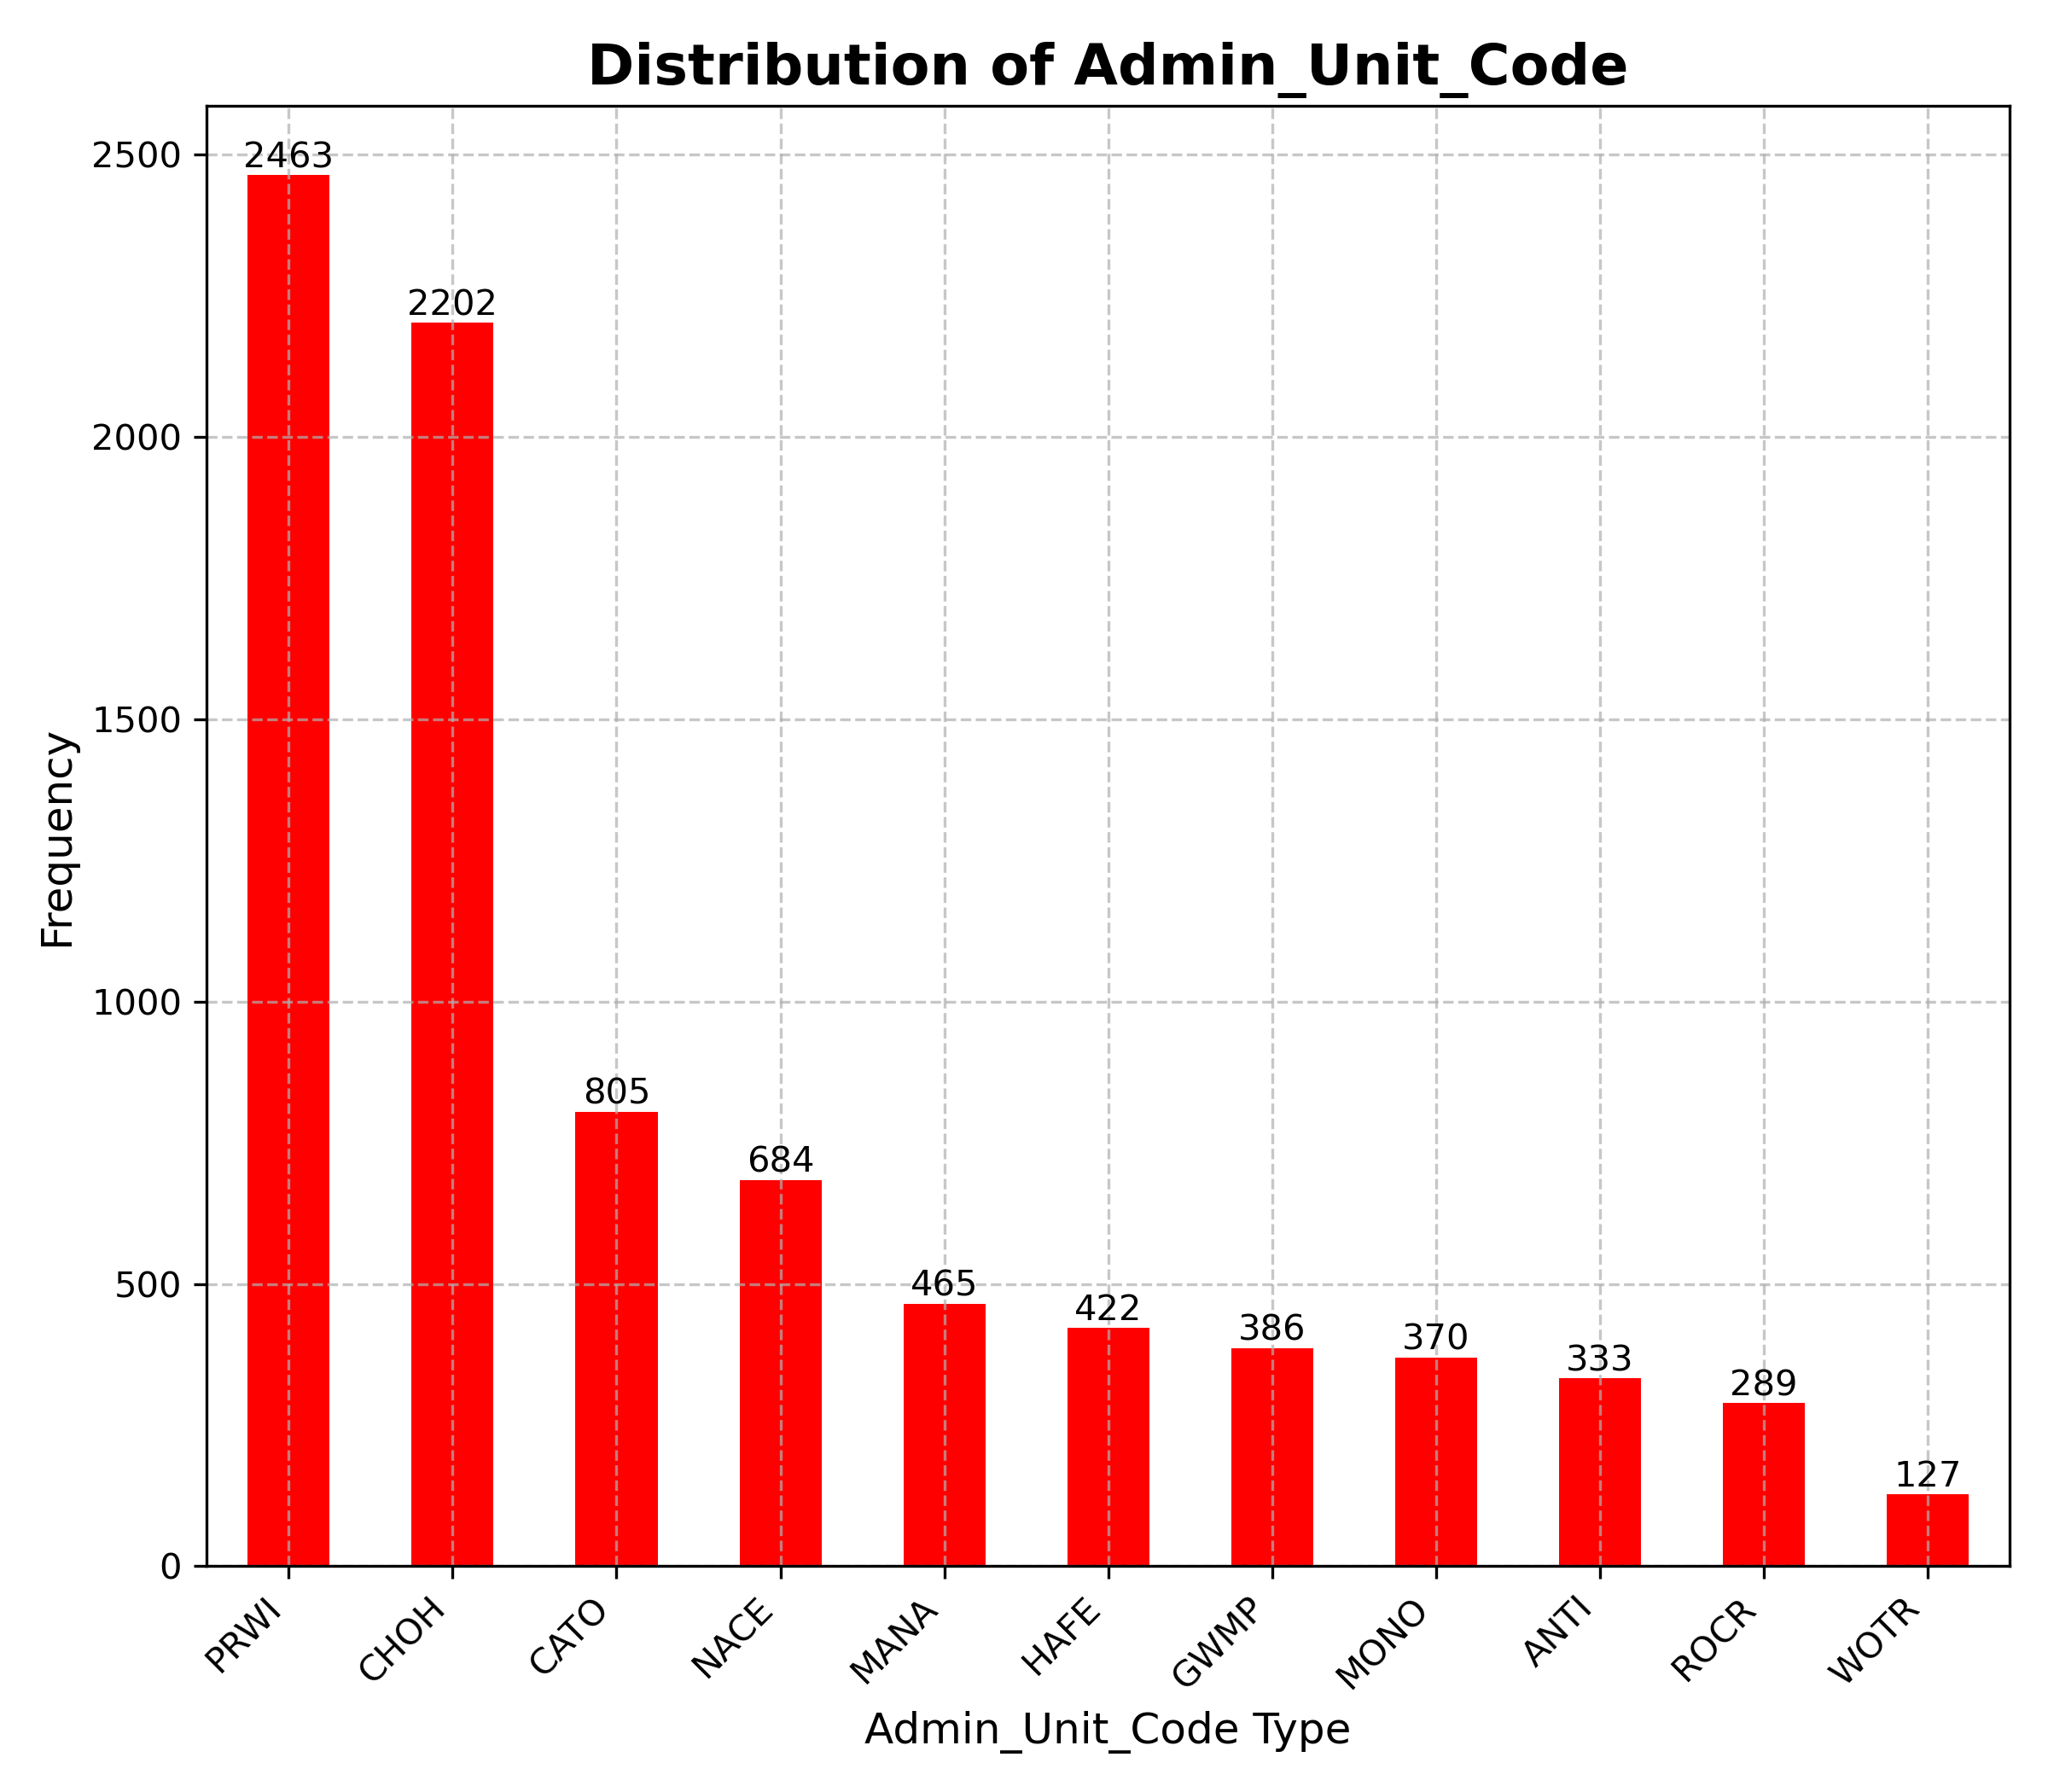 Distribution of Admin_Unit_Code
2500
2000
1500
1000
500
0
Frequency
2463
2202
805
684
465
422
386
370
333
289
127
PRWI
CHOH
CATO
NACE
MANA
HAFE
GWMP
MONO
ANTI
ROCR
WOTR
Admin_Unit_Code Type